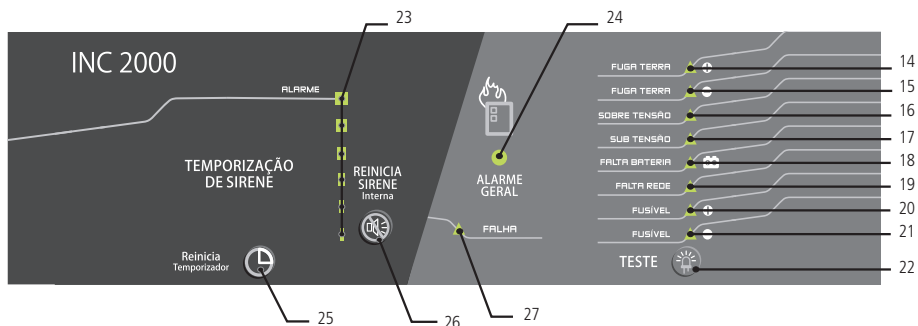 23
24
INC 2000
ALARME
TEMPORIZAÇÃO
DE SIRENE
REINICIA
SIRENE
Interna
Reinicia
Temporizador
ALARME
GERAL
FALHA
FUGA TERRA
FUGA TERRA
SOBRE TENSÃO
SUB TENSÃO
FALTA BATERIA
FALTA REDE
FUSÍVEL
FUSÍVEL
TESTE
14
15
16
17
18
19
20
21
22
25
26
27